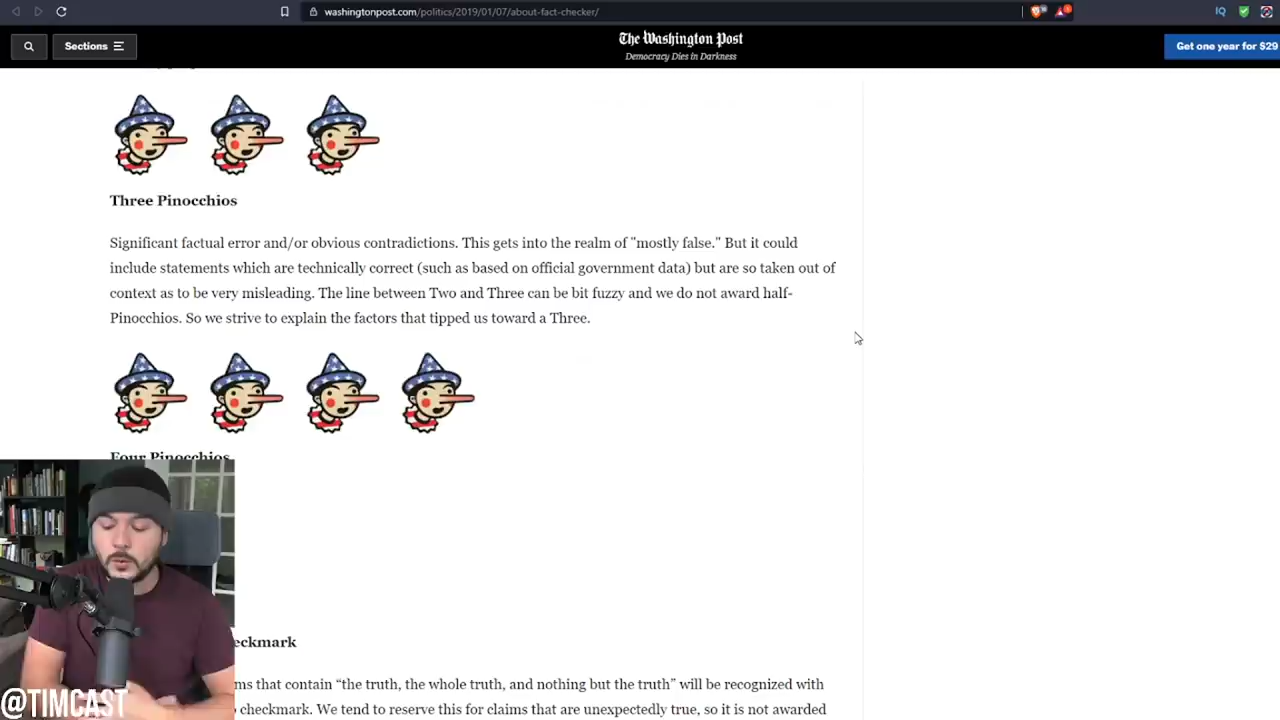 washingtonpost.com/politics/2019/01/07/about-fact-checker/
IQ
Sections
The Washington Post
Democracy Dies in Darkness
Get one year for $29
Three Pinocchios
Significant factual error and/or obvious contradictions. This gets into the realm of "mostly false." But it could
include statements which are technically correct (such as based on official government data) but are so taken out of
context as to be very misleading. The line between Two and Three can be bit fuzzy and we do not award half-
Pinocchios. So we strive to explain the factors that tipped us toward a Three.
Four Pinocchios
eckmark
ms that contain “the truth, the whole truth, and nothing but the truth” will be recognized with
checkmark. We tend to reserve this for claims that are unexpectedly true, so it is not awarded
@TIMCAST